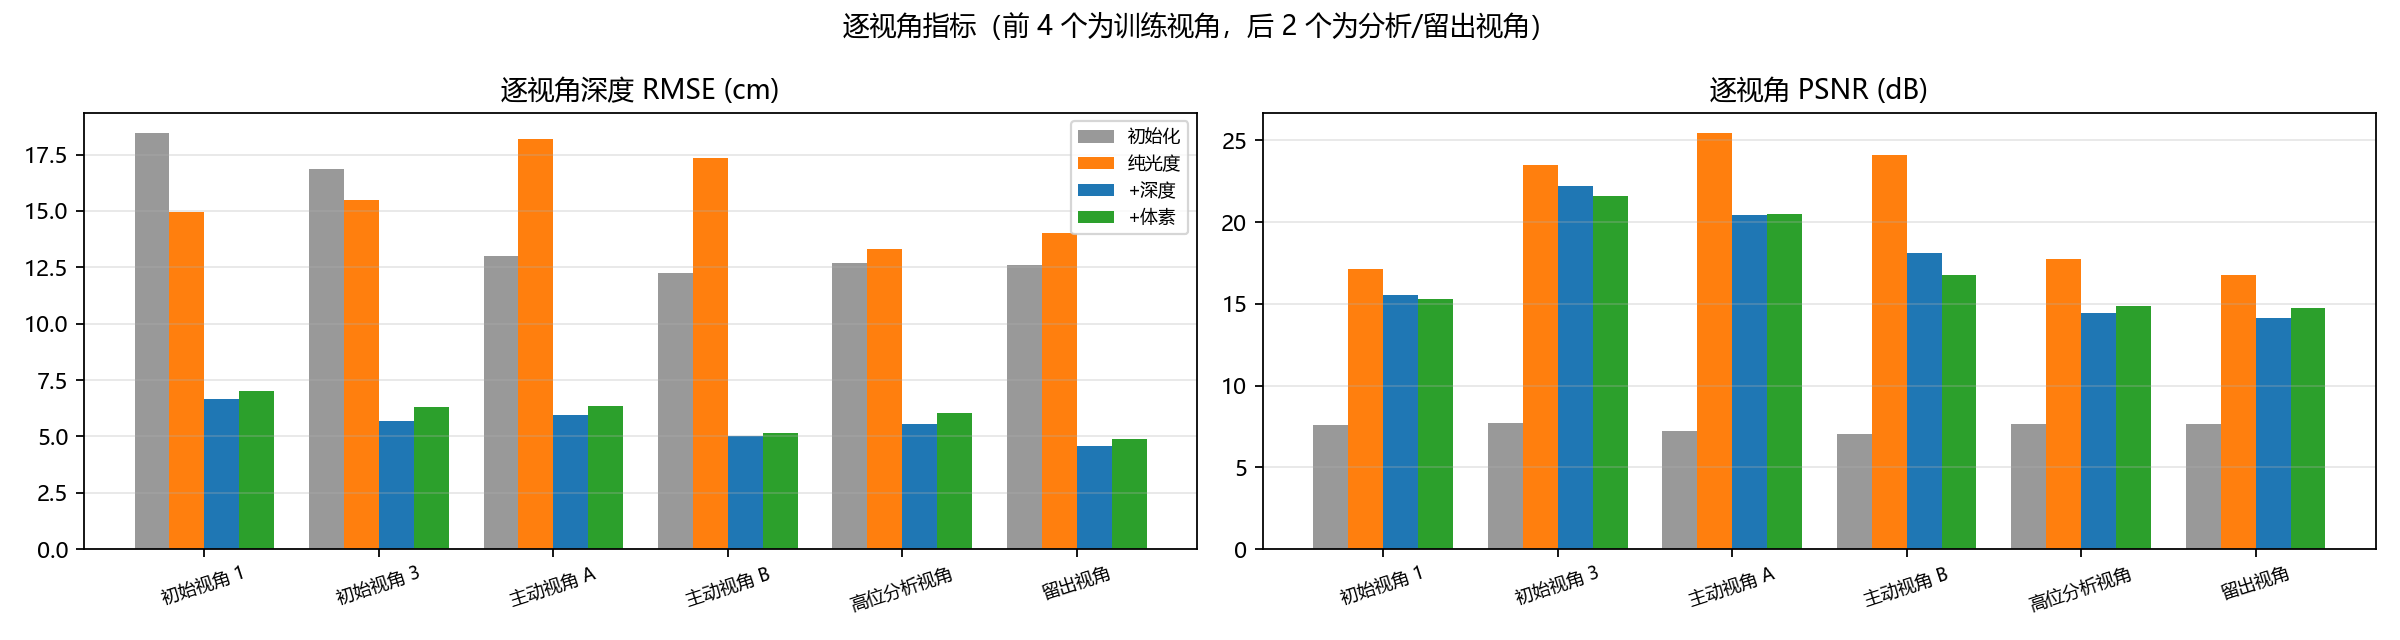 逐视角指标（前 4 个为训练视角，后 2 个为分析/留出视角）
逐视角深度 RMSE (cm)
17.5
15.0
12.5
10.0
7.5
5.0
2.5
0.0
初始化
纯光度
+深度
+体素
初始视角 1
初始视角 3
主动视角 A
主动视角 B
高位分析视角
留出视角
逐视角 PSNR (dB)
25
20
15
10
5
0
初始视角 1
初始视角 3
主动视角 A
主动视角 B
高位分析视角
留出视角